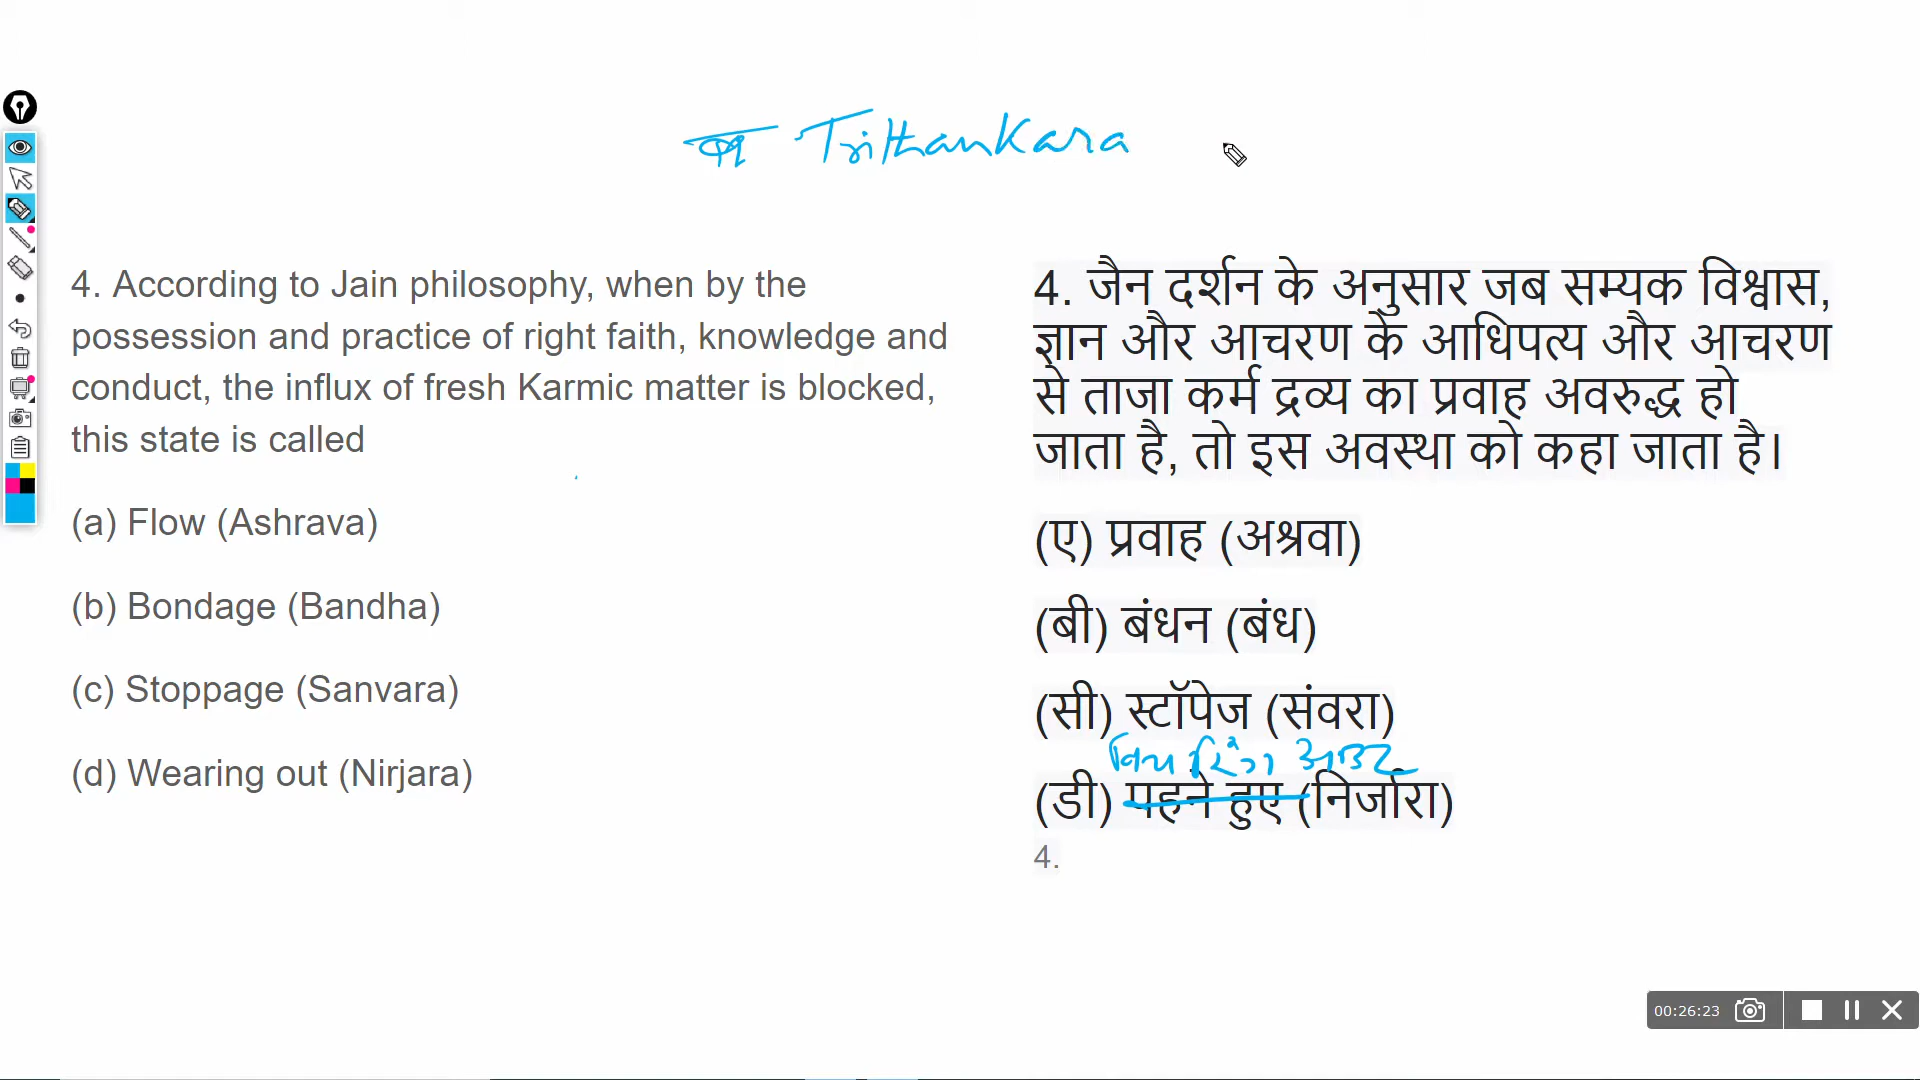 TrithanKara
4. According to Jain philosophy, when by the
possession and practice of right faith, knowledge and
conduct, the influx of fresh Karmic matter is blocked,
this state is called
(a) Flow (Ashrava)
(b) Bondage (Bandha)
(c) Stoppage (Sanvara)
(d) Wearing out (Nirjara)
4. जैन दर्शन के अनुसार जब सम्यक विश्वास,
ज्ञान और आचरण के आधिपत्य और आचरण
से ताजा कर्म द्रव्य का प्रवाह अवरुद्ध हो
जाता है, तो इस अवस्था को कहा जाता है।
(ए) प्रवाह (अश्रवा)
(बी) बंधन (बंध)
(सी) स्टॉपेज (संवरा)
(डी) पहने हुए (निर्जारा)
4.
00:26:23